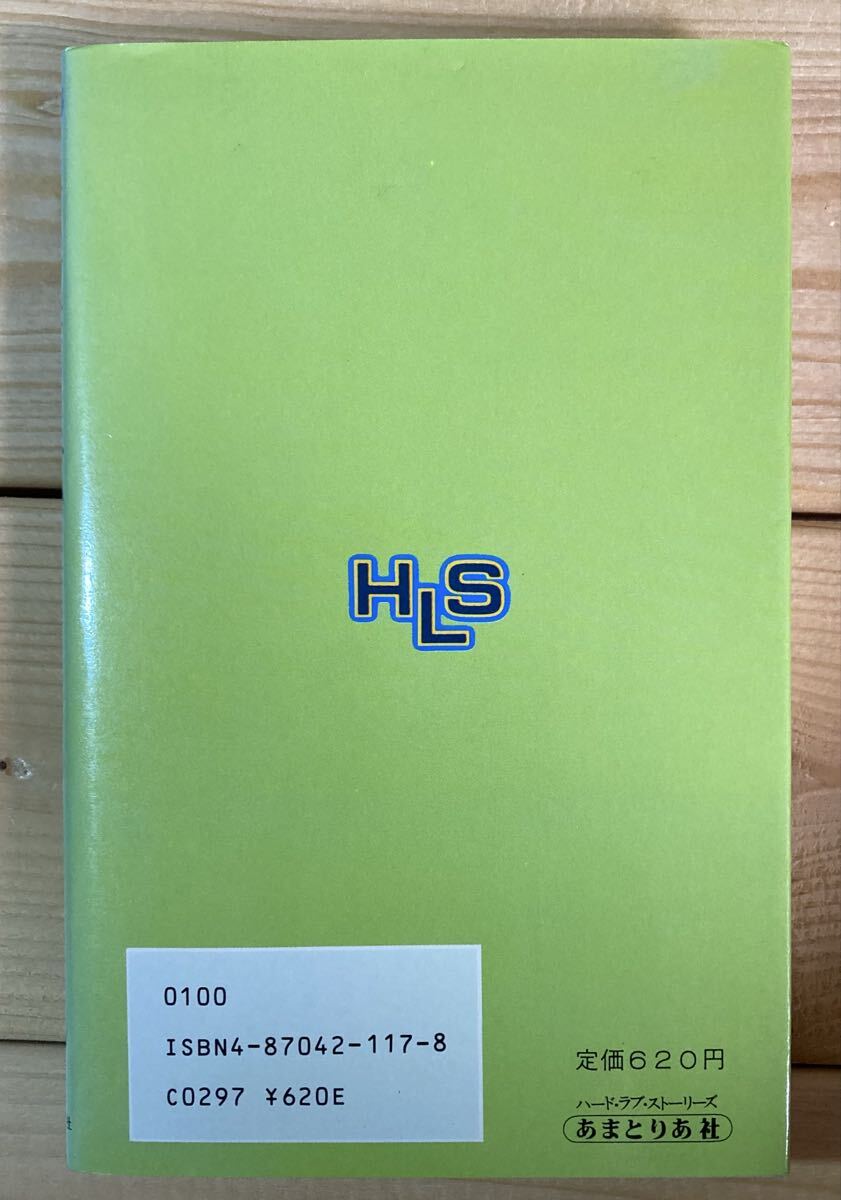 HLS
0100
ISBN4-87042-117-8
C0297 ¥620E
定価620円
ハード・ラブ・ストーリーズ
あまとりあ社
社